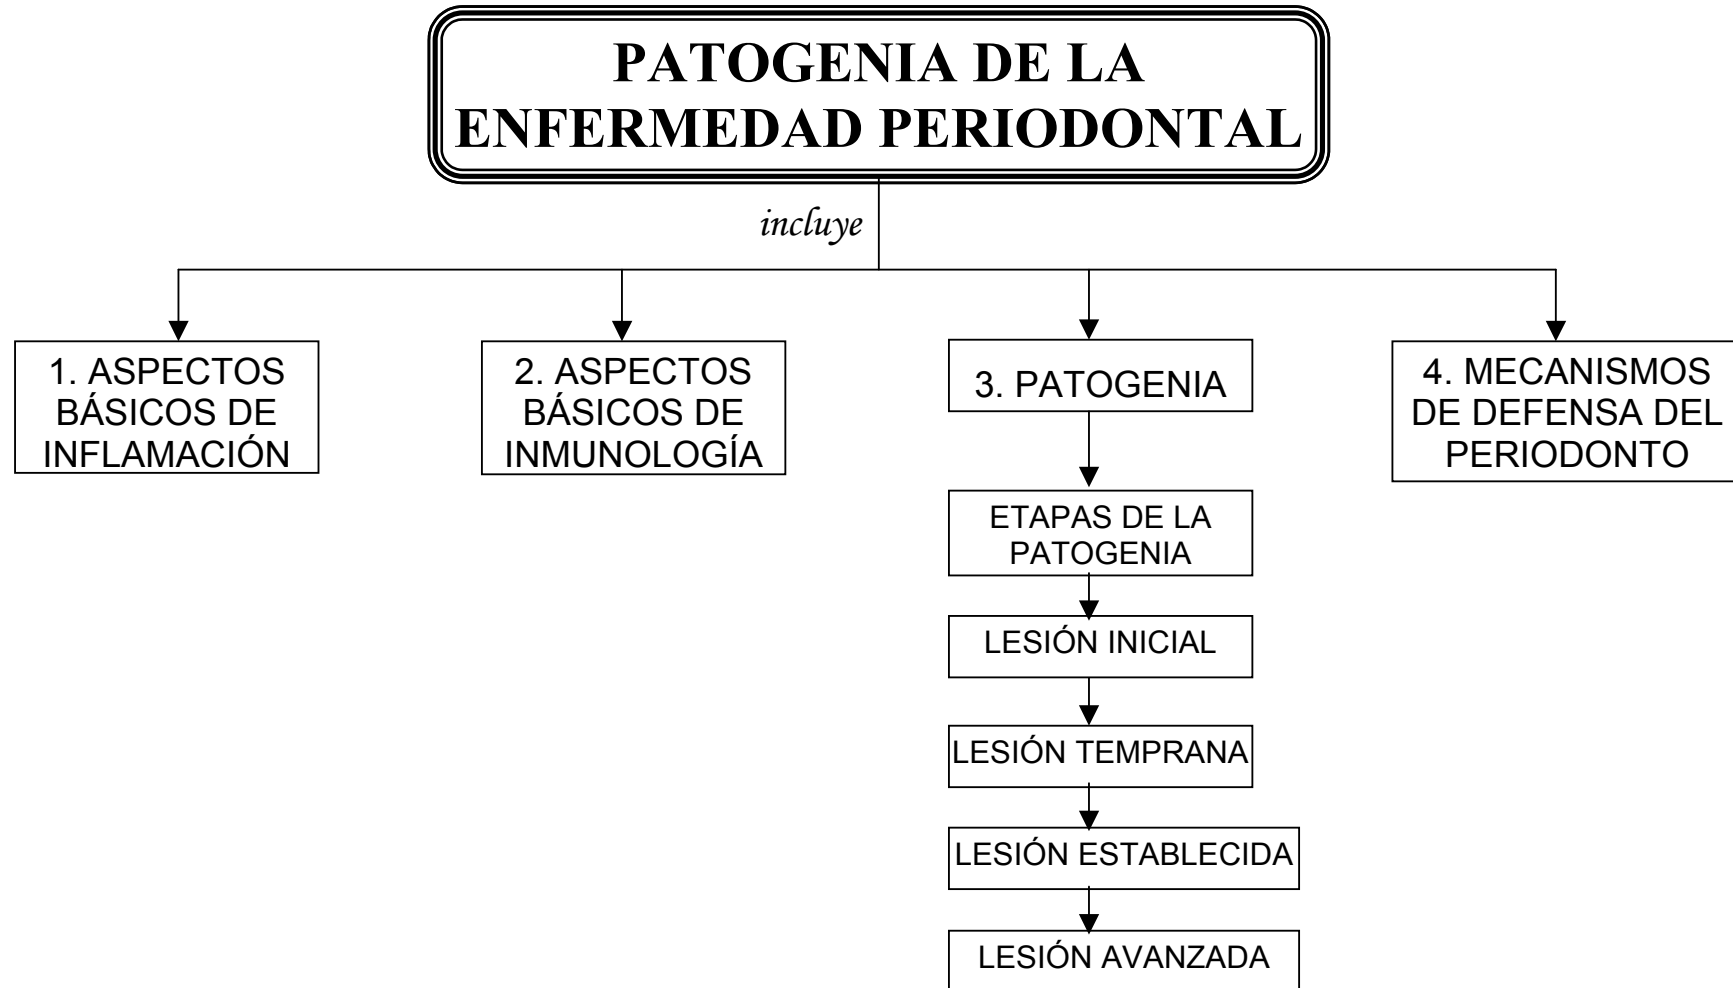 PATOGENIA DE LA
ENFERMEDAD PERIODONTAL
incluye
1. ASPECTOS
BÁSICOS DE
INFLAMACIÓN
2. ASPECTOS
BÁSICOS DE
INMUNOLOGÍA
3. PATOGENIA
4. MECANISMOS
DE DEFENSA DEL
PERIODONTO
ETAPAS DE LA
PATOGENIA
LESIÓN INICIAL
LESIÓN TEMPRANA
LESIÓN ESTABLECIDA
LESIÓN AVANZADA